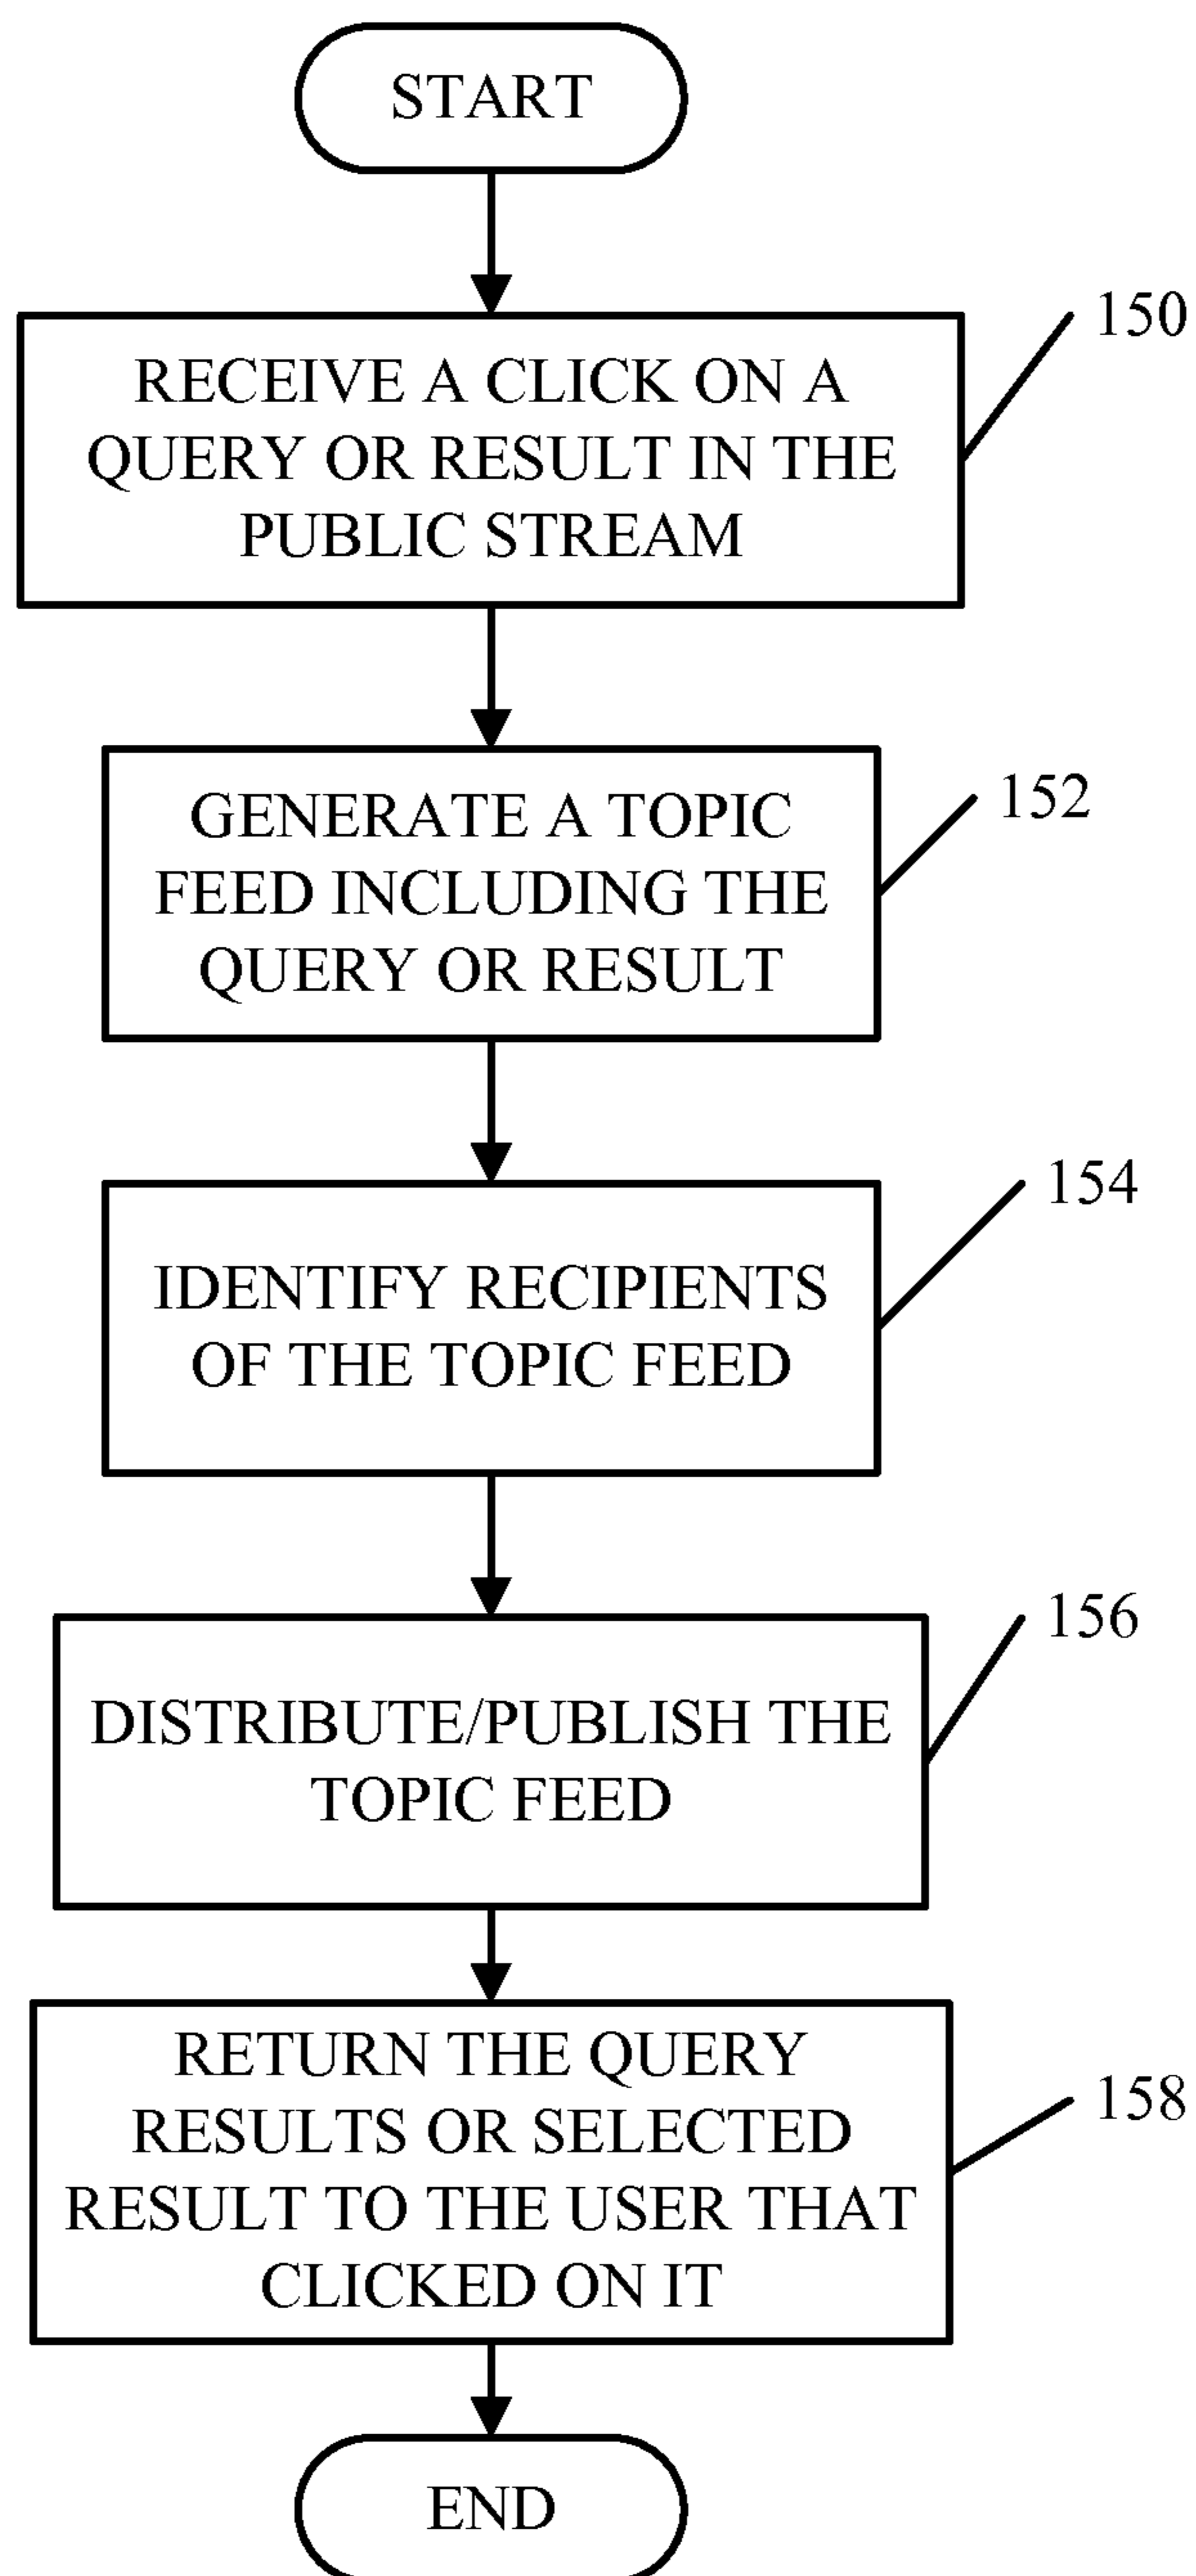 START
150
RECEIVE A CLICK ON A
QUERY OR RESULT IN THE
PUBLIC STREAM
152
GENERATE A TOPIC
FEED INCLUDING THE
QUERY OR RESULT
154
IDENTIFY RECIPIENTS
OF THE TOPIC FEED
156
DISTRIBUTE/PUBLISH THE
TOPIC FEED
158
RETURN THE QUERY
RESULTS OR SELECTED
RESULT TO THE USER THAT
CLICKED ON IT
END